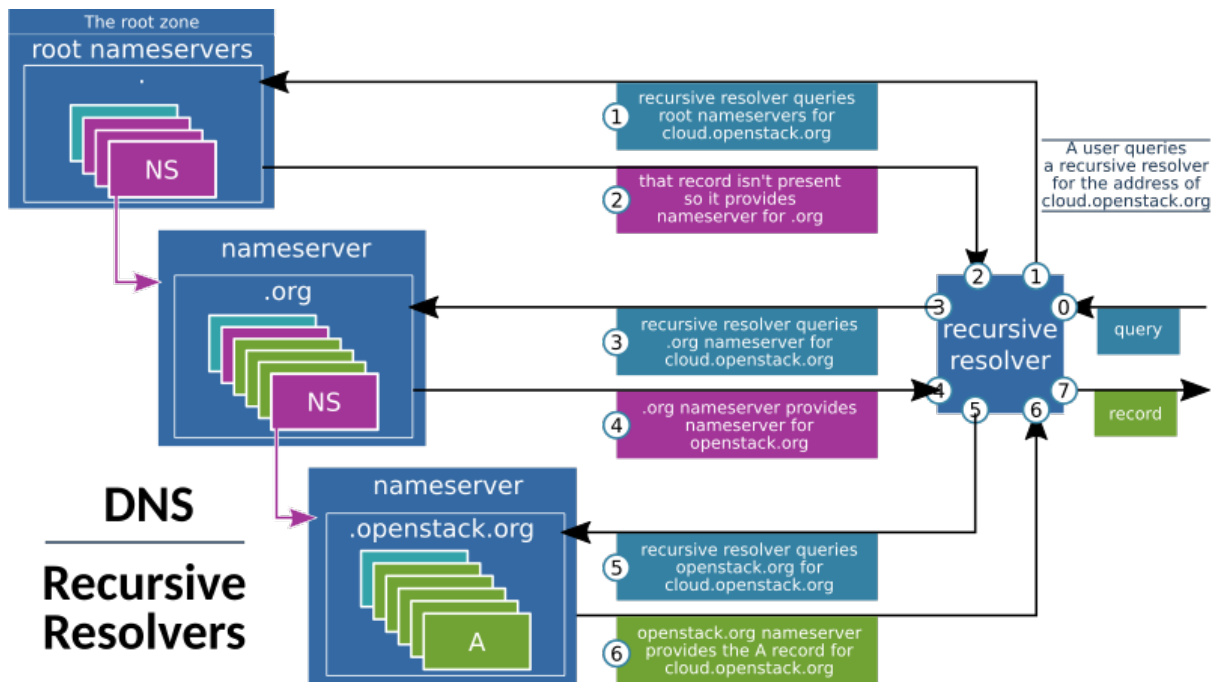 The root zone
root nameservers
.
NS
1
recursive resolver queries
root nameservers for
cloud.openstack.org
2
that record isn't present
so it provides
nameserver for .org
A user queries
a recursive resolver
for the address of
cloud.openstack.org
nameserver
.org
NS
3
recursive resolver queries
.org nameserver for
cloud.openstack.org
4
.org nameserver provides
nameserver for
openstack.org
2
1
3
0
recursive
resolver
4
5
6
7
query
record
nameserver
.openstack.org
A
5
recursive resolver queries
openstack.org for
cloud.openstack.org
6
openstack.org nameserver
provides the A record for
cloud.openstack.org
DNS
Recursive
Resolvers